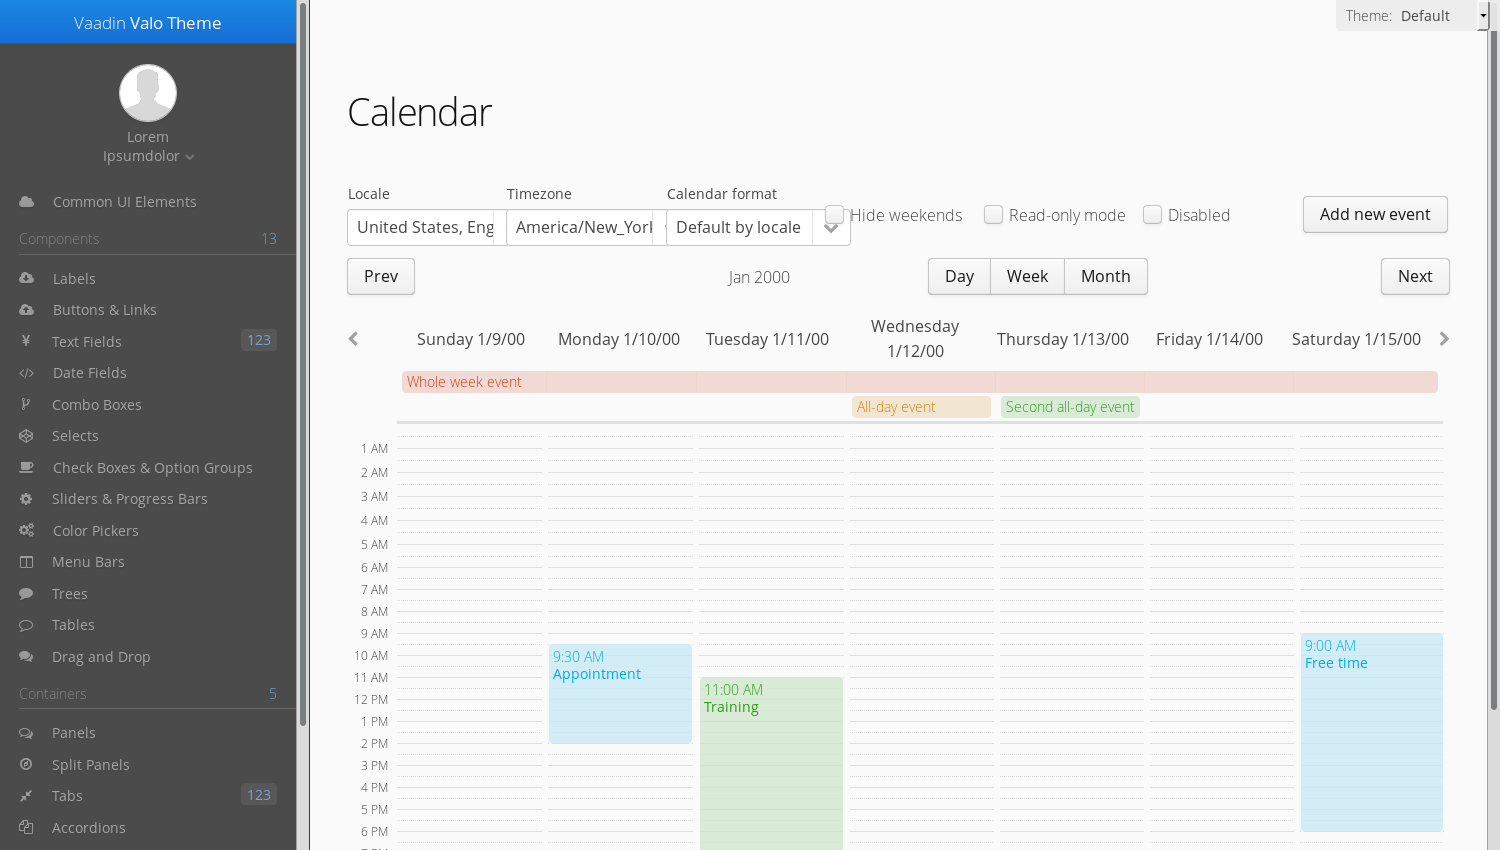 Vaadin Valo Theme
Lorem
Ipsumdolor
Common UI Elements
Components 13
Labels
Buttons & Links
Text Fields 123
Date Fields
Combo Boxes
Selects
Check Boxes & Option Groups
Sliders & Progress Bars
Color Pickers
Menu Bars
Trees
Tables
Drag and Drop
Containers 5
Panels
Split Panels
Tabs 123
Accordions
Theme: Default
Calendar
Locale Timezone Calendar format
United States, Eng America/New_Yorl Default by locale Hide weekends Read-only mode Disabled Add new event
Prev Jan 2000 Day Week Month Next
Sunday 1/9/00 Monday 1/10/00 Tuesday 1/11/00 Wednesday 1/12/00 Thursday 1/13/00 Friday 1/14/00 Saturday 1/15/00
Whole week event
All-day event Second all-day event
1 AM
2 AM
3 AM
4 AM
5 AM
6 AM
7 AM
8 AM
9 AM
10 AM
11 AM
12 PM
1 PM
2 PM
3 PM
4 PM
5 PM
6 PM
9:30 AM
Appointment
11:00 AM
Training
9:00 AM
Free time